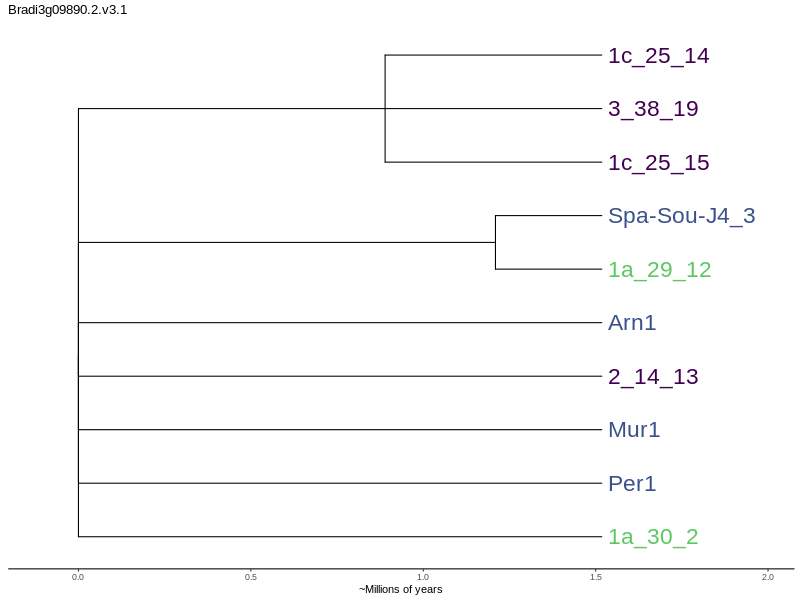 Bradi3g09890.2.v3.1
1c_25_14
3_38_19
1c_25_15
Spa-Sou-J4_3
1a_29_12
Arn1
2_14_13
Mur1
Per1
1a_30_2
0.0 0.5 1.0 1.5 2.0
~Millions of years